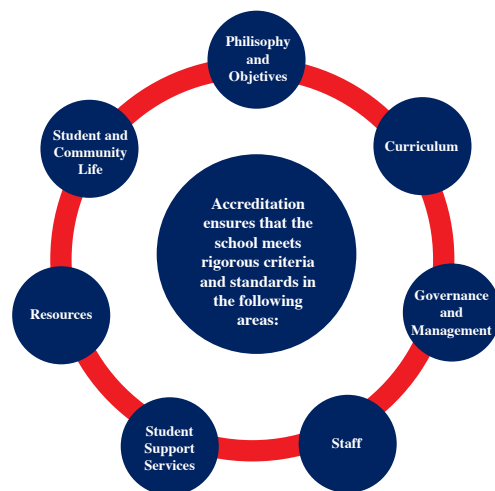 Philisophy
and
Objetives
Curriculum
Governance
and
Management
Staff
Student
Support
Services
Resources
Student and
Community
Life
Accreditation
ensures that the
school meets
rigorous criteria
and standards in
the following
areas: